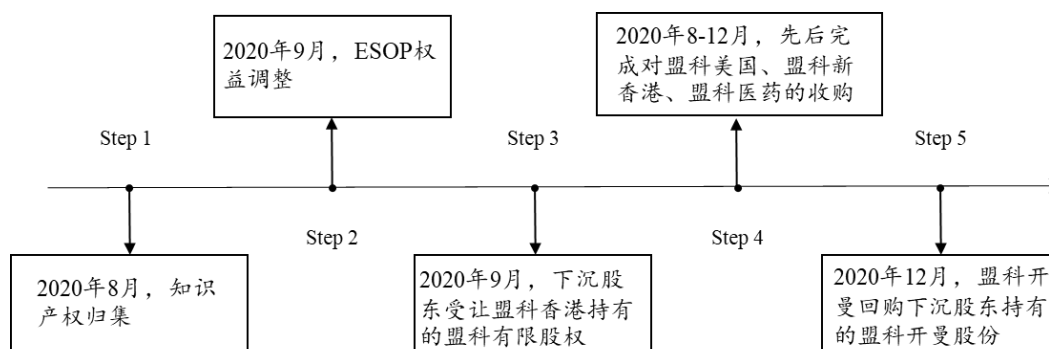 2020年9月，ESOP权
益调整
2020年8-12月，先后完
成对盟科美国、盟科新
香港、盟科医药的收购
Step 1
Step 3
Step 5
Step 2
Step 4
2020年8月，知识
产权归集
2020年9月，下沉股
东受让盟科香港持有
的盟科有限股权
2020年12月，盟科开
曼回购下沉股东持有
的盟科开曼股份